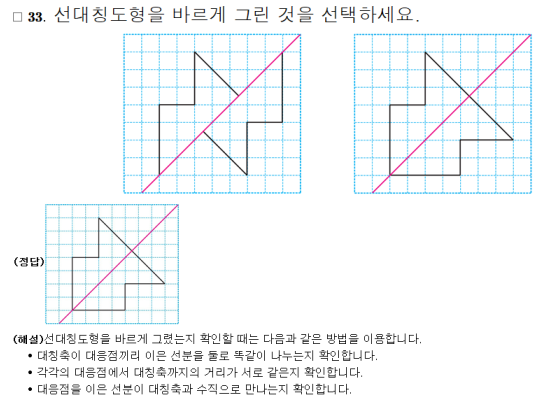 □ 33. 선대칭도형을 바르게 그린 것을 선택하세요.
(정답)
(해설)선대칭도형을 바르게 그렸는지 확인할 때는 다음과 같은 방법을 이용합니다.
• 대칭축이 대응점끼리 이은 선분을 둘로 똑같이 나누는지 확인합니다.
• 각각의 대응점에서 대칭축까지의 거리가 서로 같은지 확인합니다.
• 대응점을 이은 선분이 대칭축과 수직으로 만나는지 확인합니다.